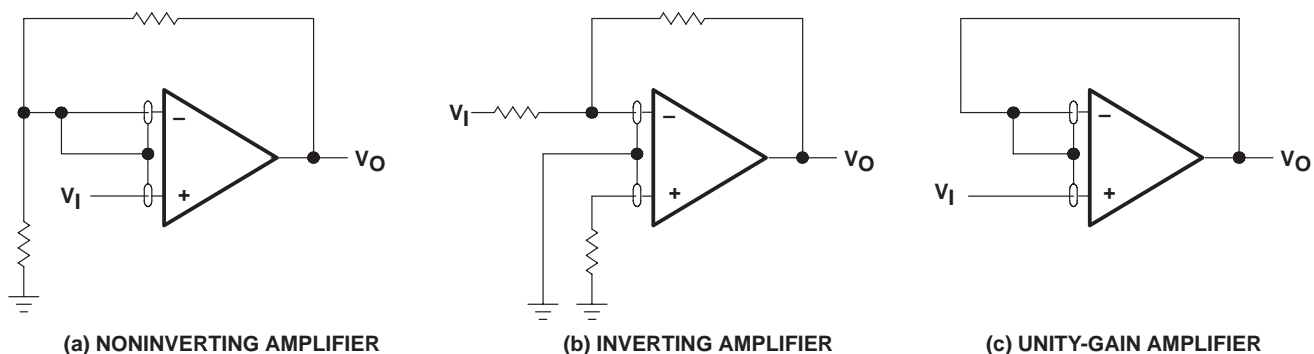 V_I
V_O
–
+
V_I
V_O
–
+
V_I
V_O
–
+
(a) NONINVERTING AMPLIFIER
(b) INVERTING AMPLIFIER
(c) UNITY-GAIN AMPLIFIER